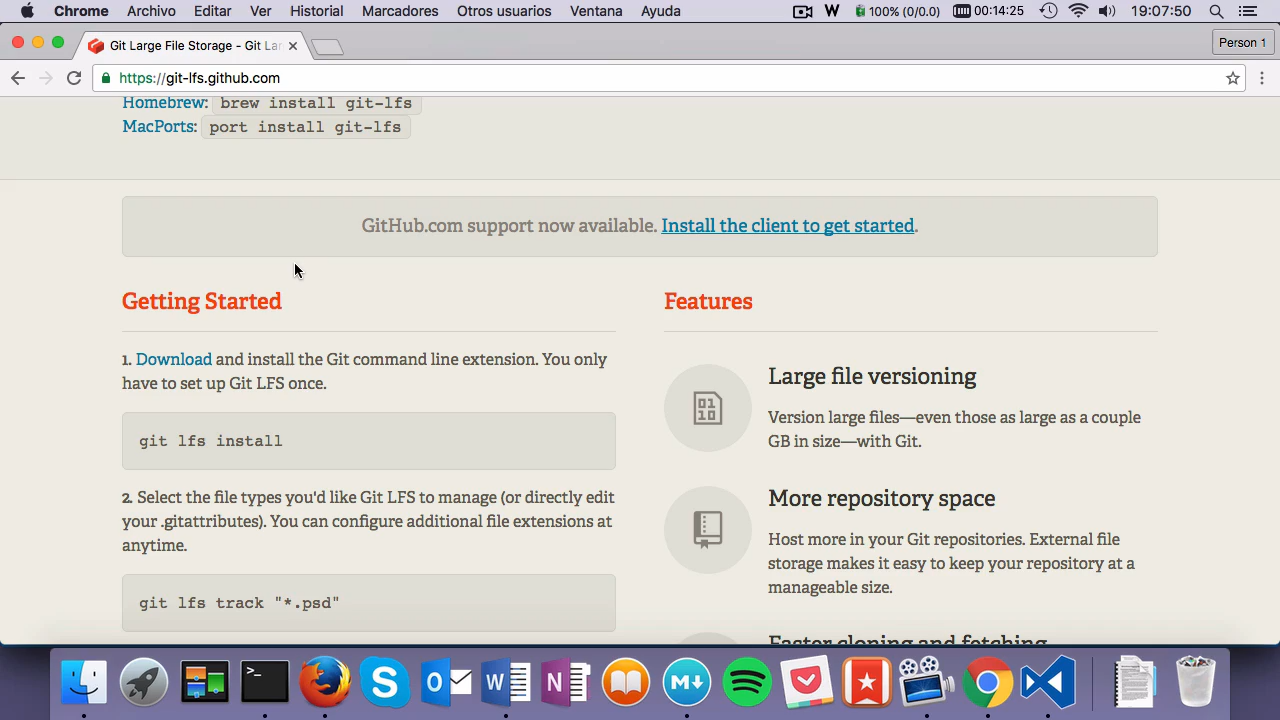 Chrome Archivo Editar Ver Historial Marcadores Otros usuarios Ventana Ayuda W 100% (0/0.0) 00:14:25 19:07:50
Git Large File Storage - Git La
Person 1
https://git-lfs.github.com
Homebrew: brew install git-lfs
MacPorts: port install git-lfs
GitHub.com support now available. Install the client to get started.
Getting Started
1. Download and install the Git command line extension. You only
have to set up Git LFS once.
git lfs install
2. Select the file types you'd like Git LFS to manage (or directly edit
your .gitattributes). You can configure additional file extensions at
anytime.
git lfs track "*.psd"
Features
Large file versioning
Version large files—even those as large as a couple
GB in size—with Git.
More repository space
Host more in your Git repositories. External file
storage makes it easy to keep your repository at a
manageable size.
Faster cloning and fetching